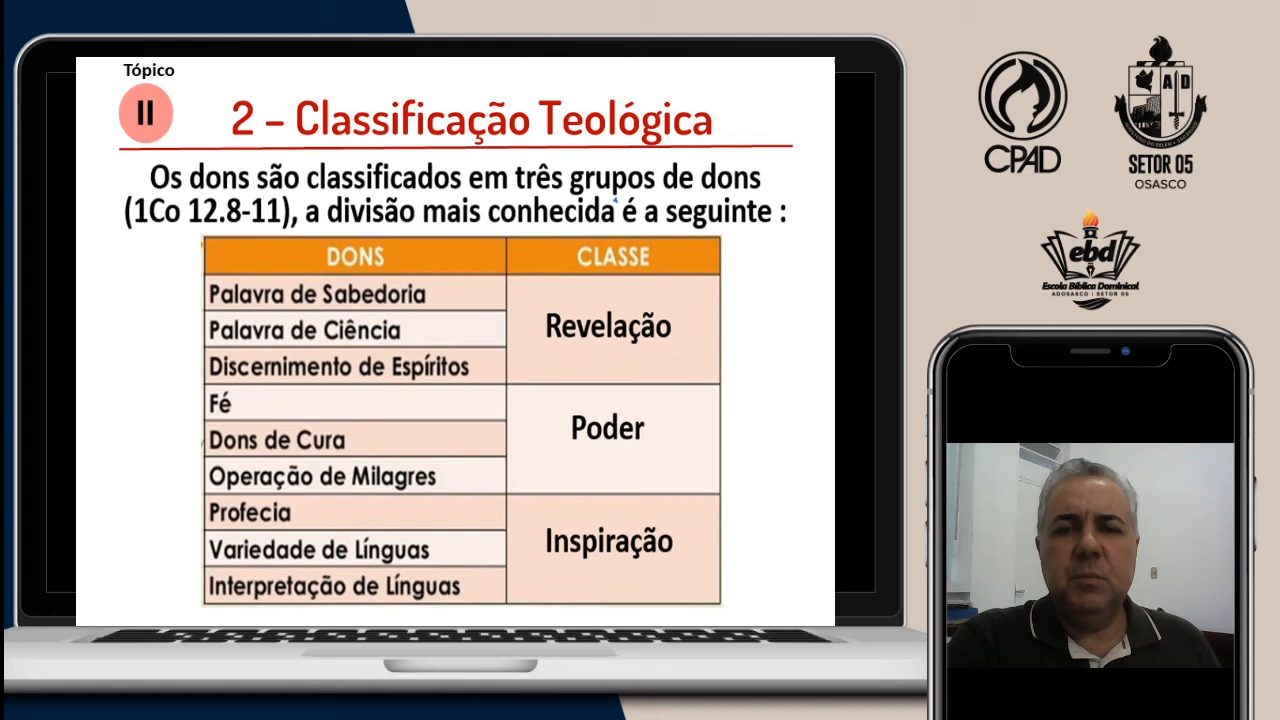 Tópico
II
2 – Classificação Teológica
Os dons são classificados em três grupos de dons
(1Co 12.8-11), a divisão mais conhecida é a seguinte :
DONS
CLASSE
Palavra de Sabedoria
Palavra de Ciência
Discernimento de Espíritos
Revelação
Fé
Dons de Cura
Operação de Milagres
Poder
Profecia
Variedade de Línguas
Interpretação de Línguas
Inspiração
CPAD
AD
SETOR 05
OSASCO
ebd
Escola Bíblica Dominical
ADOSASCO / SETOR 05